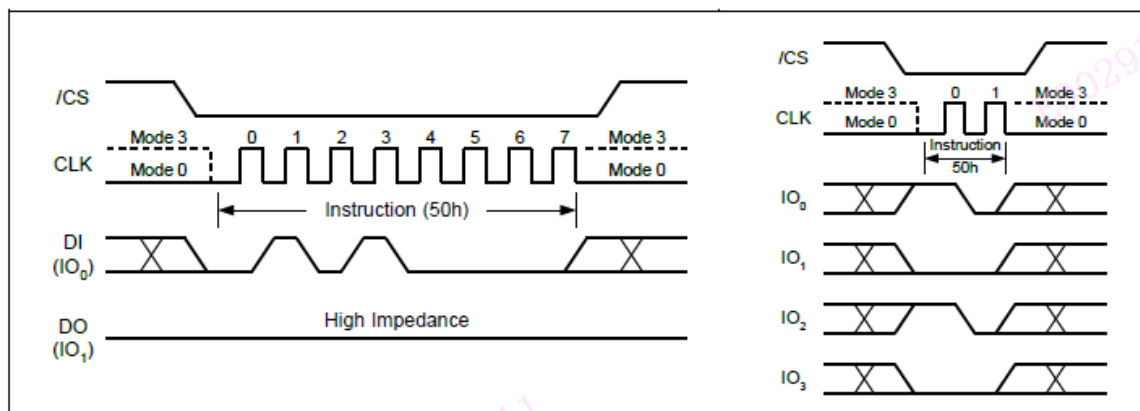 /CS
Mode 3
0 1 2 3 4 5 6 7
Mode 3
CLK
Mode 0
Mode 0
Instruction (50h)
DI
(IO0)
High Impedance
DO
(IO1)
/CS
Mode 3
0 1
Mode 3
CLK
Mode 0
Mode 0
Instruction
50h
IO0
IO1
IO2
IO3